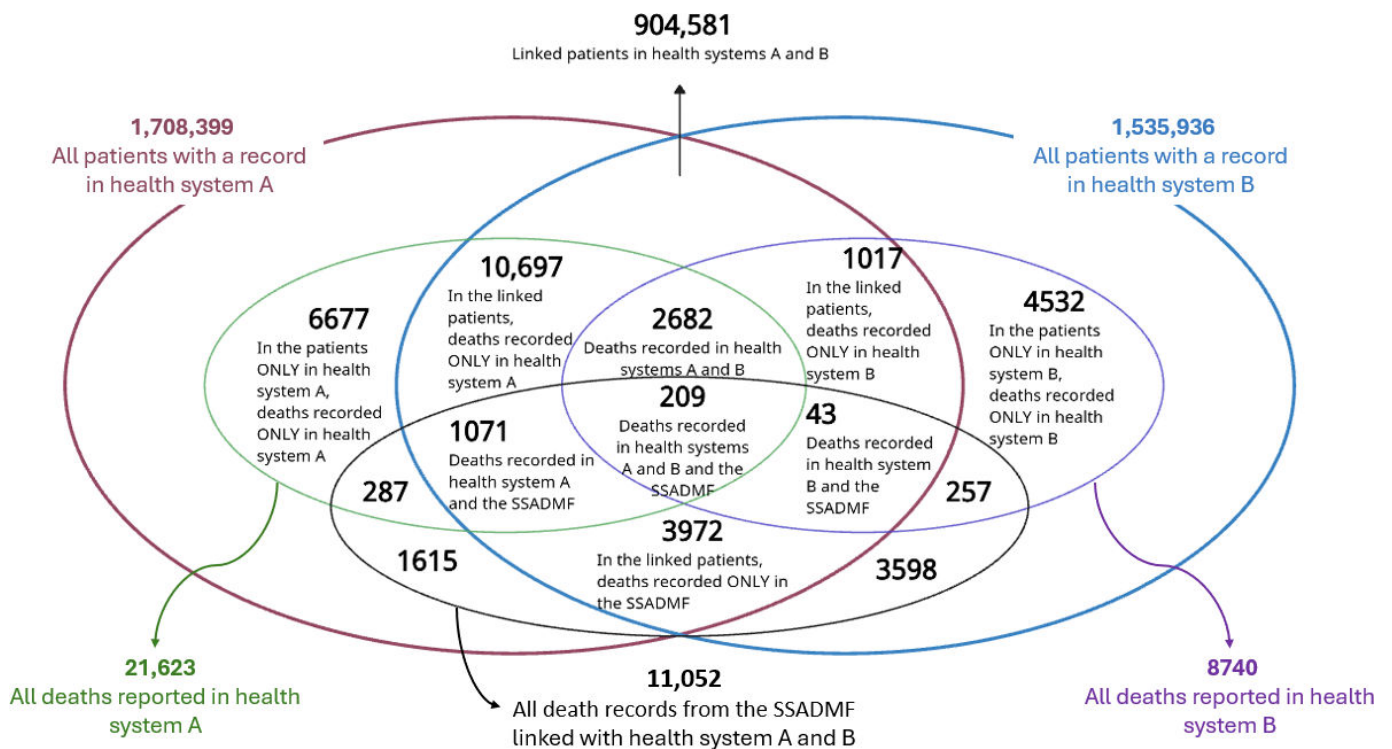 904,581
Linked patients in health systems A and B
1,708,399
All patients with a record
in health system A
1,535,936
All patients with a record
in health system B
10,697
In the linked
patients,
deaths recorded
ONLY in health
system A
1017
In the linked
patients,
deaths recorded
ONLY in health
system B
6677
In the patients
ONLY in health
system A,
deaths recorded
ONLY in health
system A
2682
Deaths recorded in health
systems A and B
4532
In the patients
ONLY in health
system B,
deaths recorded
ONLY in health
system B
209
Deaths recorded
in health systems
A and B and the
SSADMF
1071
Deaths recorded in
health system A
and the SSADMF
43
Deaths recorded
in health system
B and the
SSADMF
287
257
3972
In the linked patients,
deaths recorded ONLY in
the SSADMF
1615
3598
21,623
All deaths reported in health
system A
11,052
All death records from the SSADMF
linked with health system A and B
8740
All deaths reported in health
system B